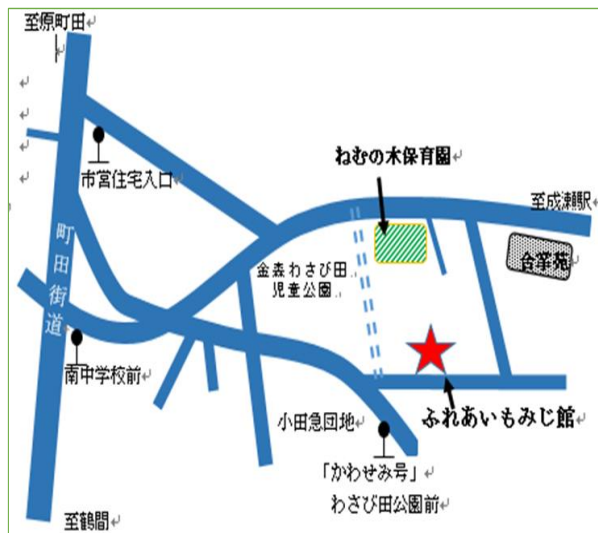 至原町田
市営住宅入口
ねむの木保育園
至成瀬駅
町田街道
金森わさび田
児童公園
合掌苑
南中学校前
小田急団地
ふれあいもみじ館
「かわせみ号」
わさび田公園前
至鶴間